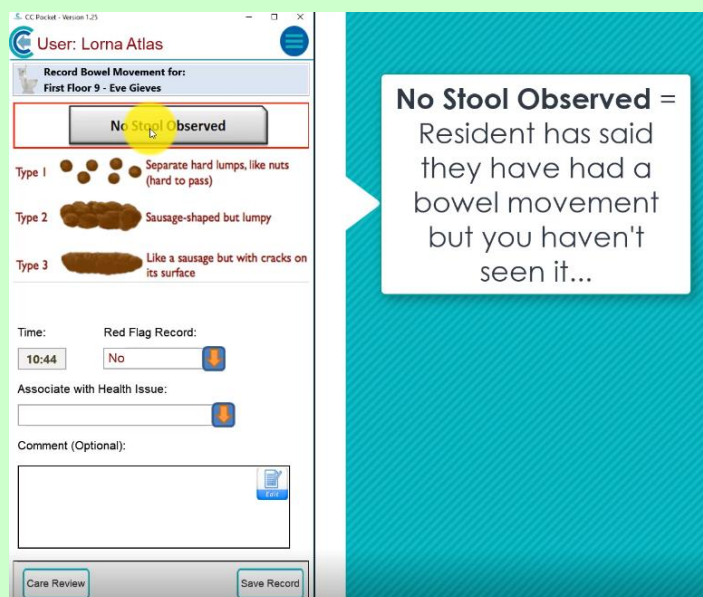 CC Pocket - Version 1.25
User: Lorna Atlas
Record Bowel Movement for:
First Floor 9 - Eve Gieves
No Stool Observed
Type 1
Separate hard lumps, like nuts
(hard to pass)
Type 2
Sausage-shaped but lumpy
Type 3
Like a sausage but with cracks on
its surface
Time:
Red Flag Record:
10:44
No
Associate with Health Issue:
Comment (Optional):
Edit
Care Review
Save Record
No Stool Observed =
Resident has said
they have had a
bowel movement
but you haven't
seen it...